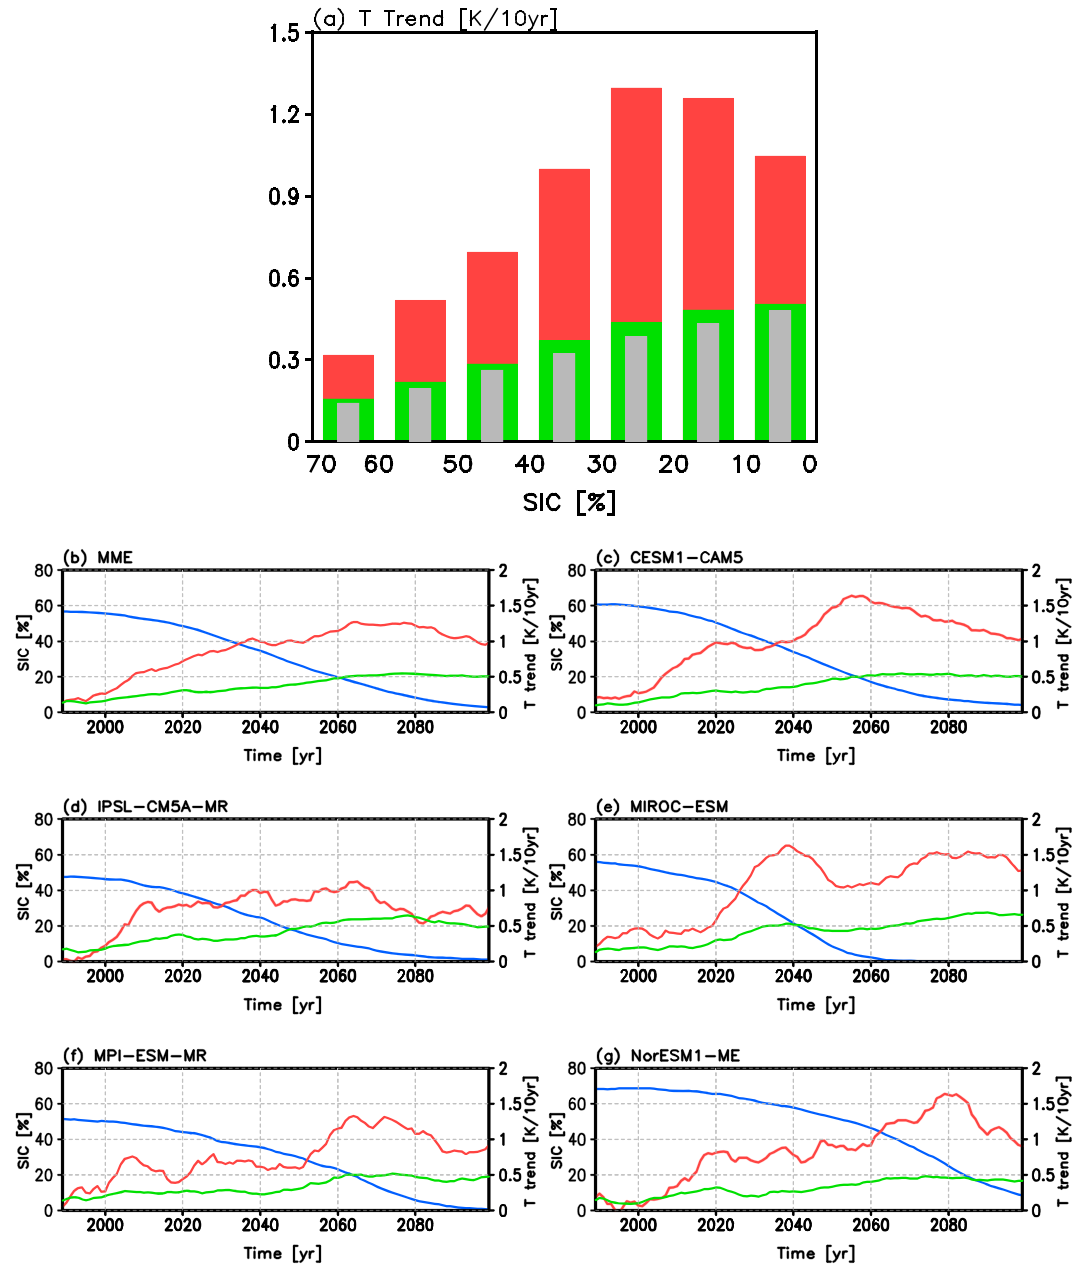 (a) T Trend [K/10yr]
1.5
1.2
0.9
0.6
0.3
0
70 60 50 40 30 20 10 0
SIC [%]
(b) MME
80
60
40
20
0
SIC [%]
2
1.5
1
0.5
0
T trend [K/10yr]
2000 2020 2040 2060 2080
Time [yr]
(c) CESM1-CAM5
80
60
40
20
0
SIC [%]
2
1.5
1
0.5
0
T trend [K/10yr]
2000 2020 2040 2060 2080
Time [yr]
(d) IPSL-CM5A-MR
80
60
40
20
0
SIC [%]
2
1.5
1
0.5
0
T trend [K/10yr]
2000 2020 2040 2060 2080
Time [yr]
(e) MIROC-ESM
80
60
40
20
0
SIC [%]
2
1.5
1
0.5
0
T trend [K/10yr]
2000 2020 2040 2060 2080
Time [yr]
(f) MPI-ESM-MR
80
60
40
20
0
SIC [%]
2
1.5
1
0.5
0
T trend [K/10yr]
2000 2020 2040 2060 2080
Time [yr]
(g) NorESM1-ME
80
60
40
20
0
SIC [%]
2
1.5
1
0.5
0
T trend [K/10yr]
2000 2020 2040 2060 2080
Time [yr]